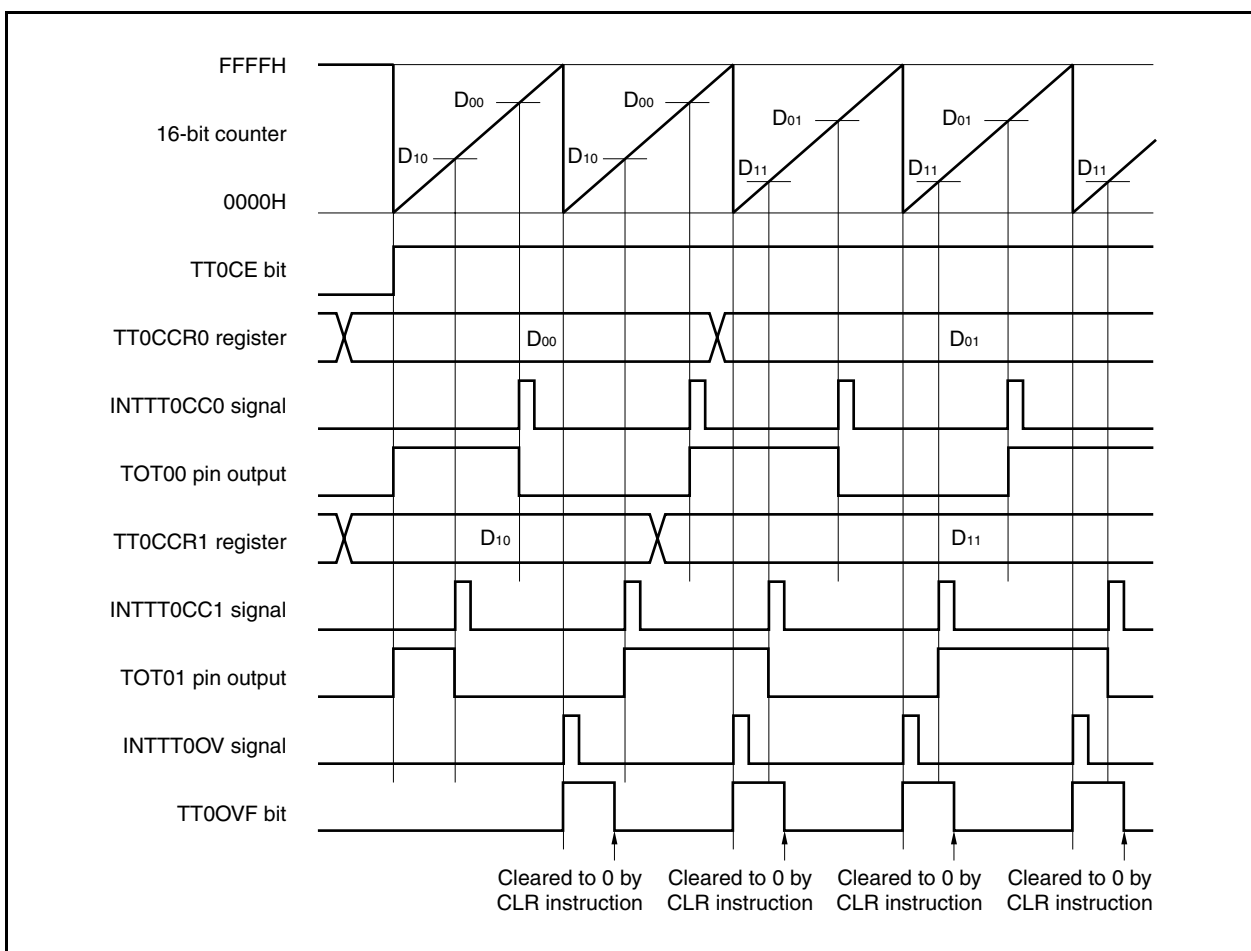 FFFFH
D00
D00
D01
D01
16-bit counter
D10
D10
D11
D11
D11
0000H
TT0CE bit
TT0CCR0 register
D00
D01
INTTT0CC0 signal
TOT00 pin output
TT0CCR1 register
D10
D11
INTTT0CC1 signal
TOT01 pin output
INTTT0OV signal
TT0OVF bit
Cleared to 0 by
CLR instruction
Cleared to 0 by
CLR instruction
Cleared to 0 by
CLR instruction
Cleared to 0 by
CLR instruction